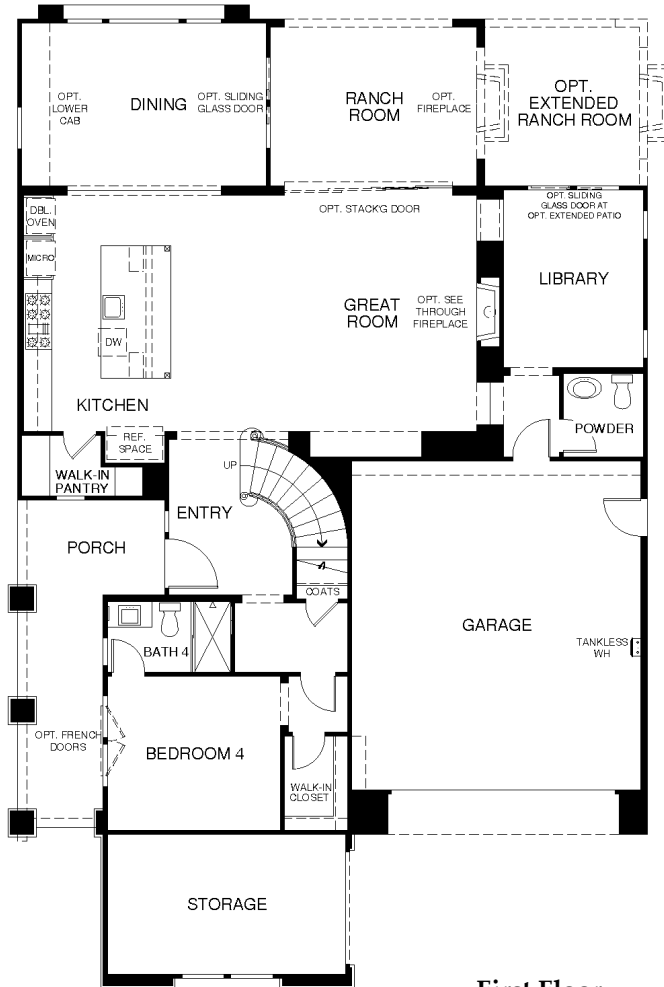 OPT.
LOWER
CAB
DINING
OPT. SLIDING
GLASS DOOR
RANCH
ROOM
OPT.
FIREPLACE
OPT.
EXTENDED
RANCH ROOM
DBL.
OVEN
MICRO
DW
KITCHEN
OPT. STACK'G DOOR
GREAT
ROOM
OPT. SEE
THROUGH
FIREPLACE
OPT. SLIDING
GLASS DOOR AT
OPT. EXTENDED PATIO
LIBRARY
POWDER
REF.
SPACE
WALK-IN
PANTRY
UP
ENTRY
PORCH
COATS
GARAGE
TANKLESS
WH
BATH 4
OPT. FRENCH
DOORS
BEDROOM 4
WALK-IN
CLOSET
STORAGE
First Floor